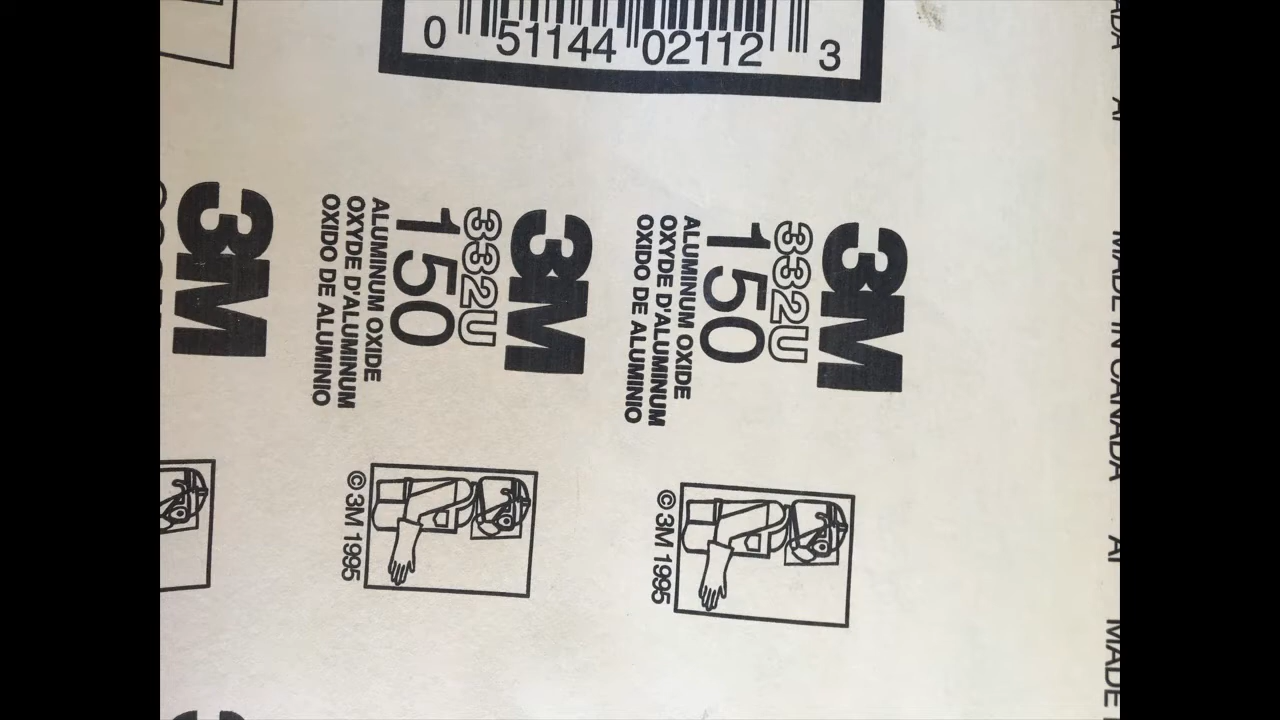 0 51144 02112 3
3M
3M
332U
150
ALUMINUM OXIDE
OXYDE D'ALUMINUM
OXIDO DE ALUMINIO
© 3M 1995
3M
332U
150
ALUMINUM OXIDE
OXYDE D'ALUMINUM
OXIDO DE ALUMINIO
© 3M 1995
MADE IN CANADA